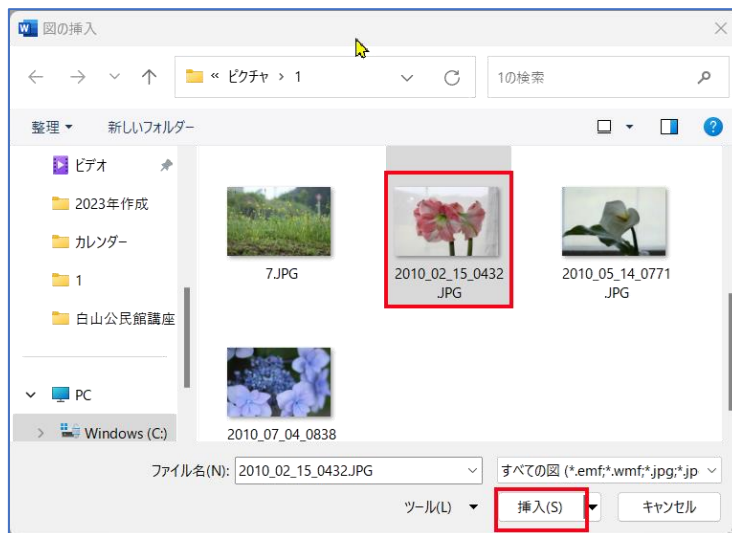 図の挿入
« ピクチャ › 1
1の検索
整理
新しいフォルダー
ビデオ
2023年作成
カレンダー
1
白山公民館講座
PC
Windows (C:)
7.JPG
2010_02_15_0432
.JPG
2010_05_14_0771
.JPG
2010_07_04_0838
ファイル名(N):
2010_02_15_0432.JPG
すべての図 (*.emf;*.wmf;*.jpg;*.jp
ツール(L)
挿入(S)
キャンセル